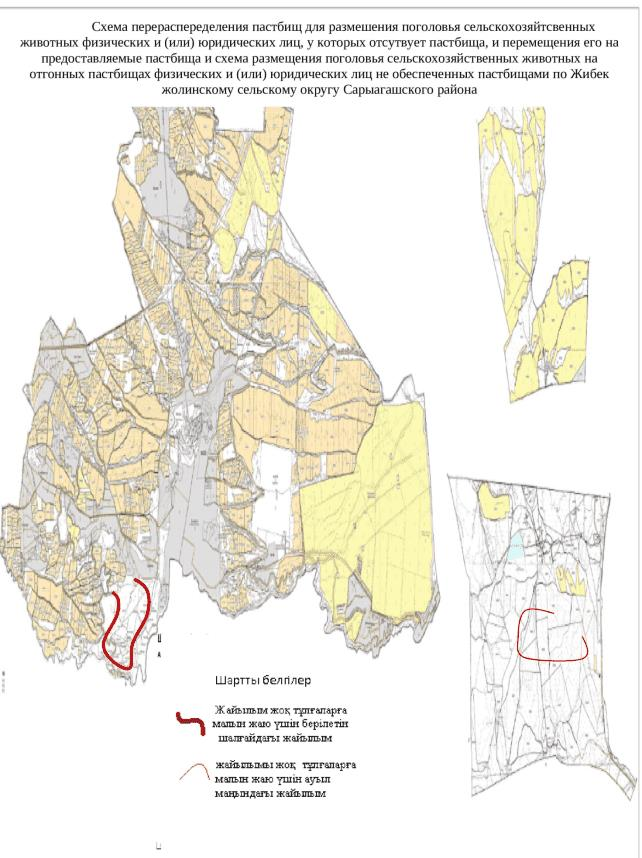 Схема перераспеределения пастбищ для размешения поголовья сельскохозяйтсвенных
животных физических и (или) юридических лиц, у которых отсутвует пастбища, и перемещения его на
предоставляемые пастбища и схема размещения поголовья сельскохозяйственных животных на
отгонных пастбищах физических и (или) юридических лиц не обеспеченных пастбищами по Жибек
жолинскому сельскому округу Сарыагашского района
Шартты белгілер
Жайылым жоқ тұлғаларға
малын жаю үшін берілетін
шалғайдағы жайылым
жайылымы жоқ тұлғаларға
малын жаю үшін ауыл
маңындағы жайылым